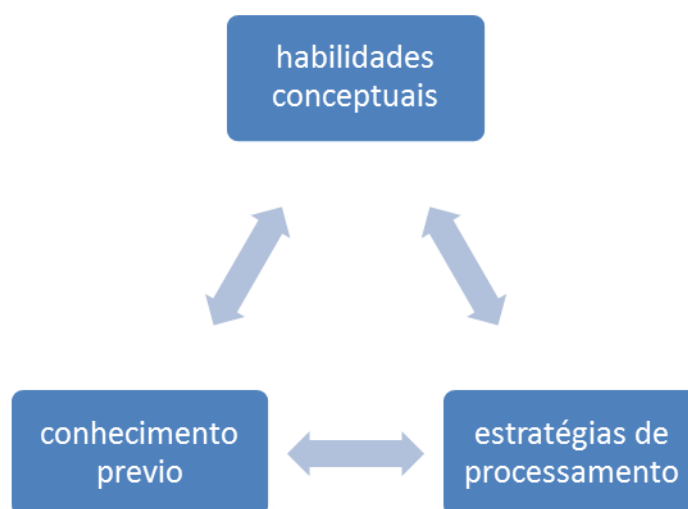 habilidades
conceptuais
conhecimento
previo
estratégias de
processamento